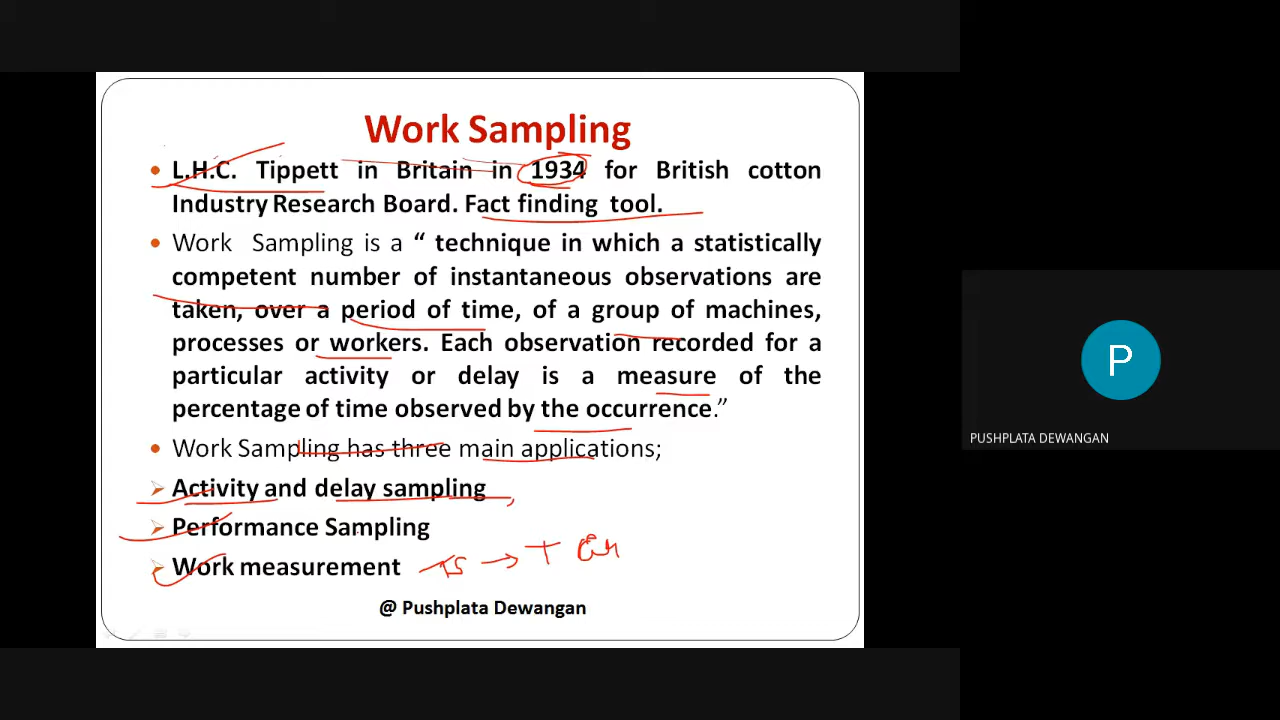 Work Sampling
• L.H.C. Tippett in Britain in 1934 for British cotton
Industry Research Board. Fact finding tool.
• Work Sampling is a “ technique in which a statistically
competent number of instantaneous observations are
taken, over a period of time, of a group of machines,
processes or workers. Each observation recorded for a
particular activity or delay is a measure of the
percentage of time observed by the occurrence.”
• Work Sampling has three main applications;
➢ Activity and delay sampling
➢ Performance Sampling
➢ Work measurement
@ Pushplata Dewangan
P
PUSHPLATA DEWANGAN